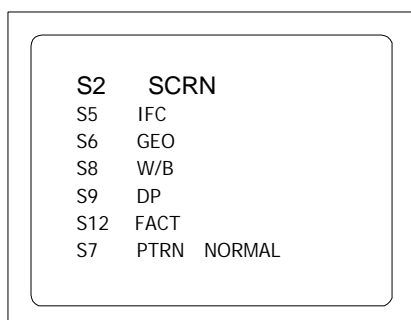 S2 SCRN
S5 IFC
S6 GEO
S8 W/B
S9 DP
S12 FACT
S7 PTRN NORMAL